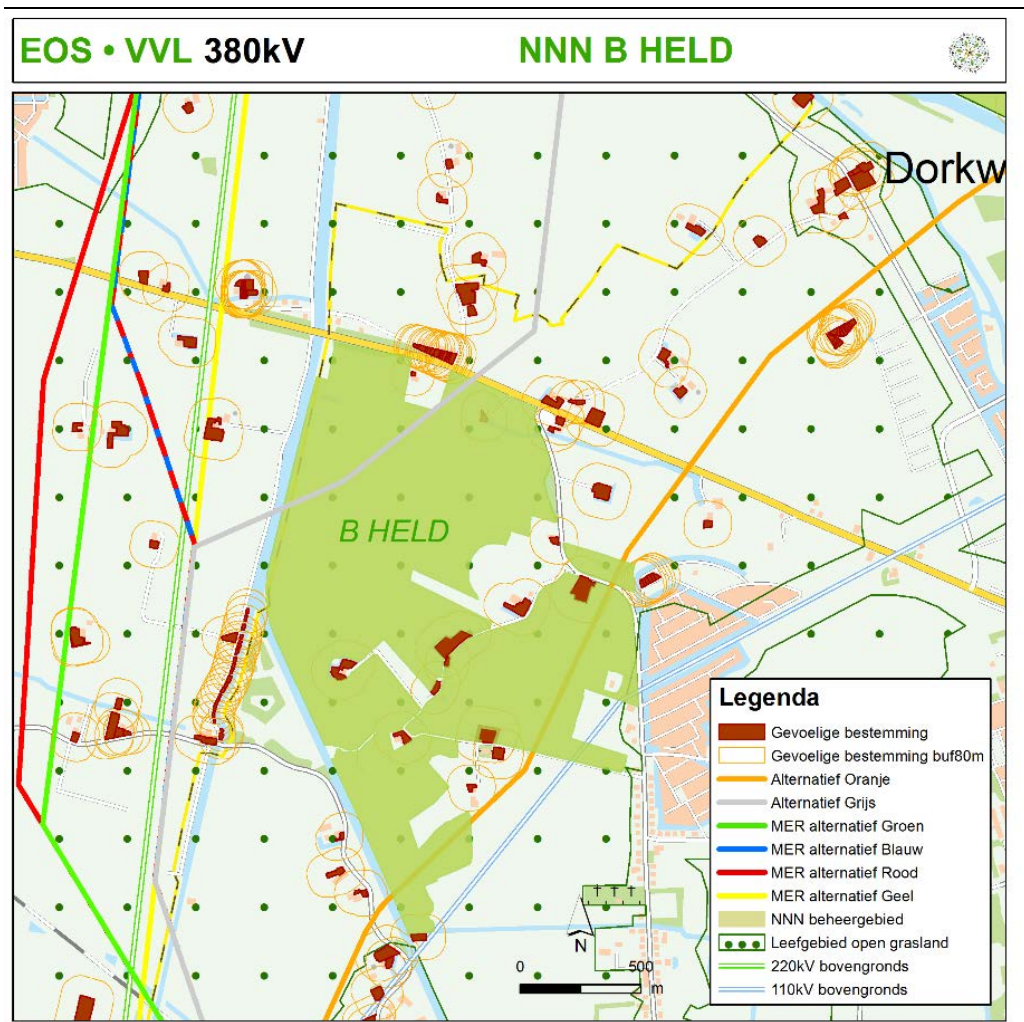 EOS • VVL 380kV NNN B HELD
Dorkw
B HELD
Legenda
Gevoelige bestemming
Gevoelige bestemming buf80m
Alternatief Oranje
Alternatief Grijs
MER alternatief Groen
MER alternatief Blauw
MER alternatief Rood
MER alternatief Geel
NNN beheergebied
Leefgebied open grasland
220kV bovengronds
110kV bovengronds
N
0 500
m